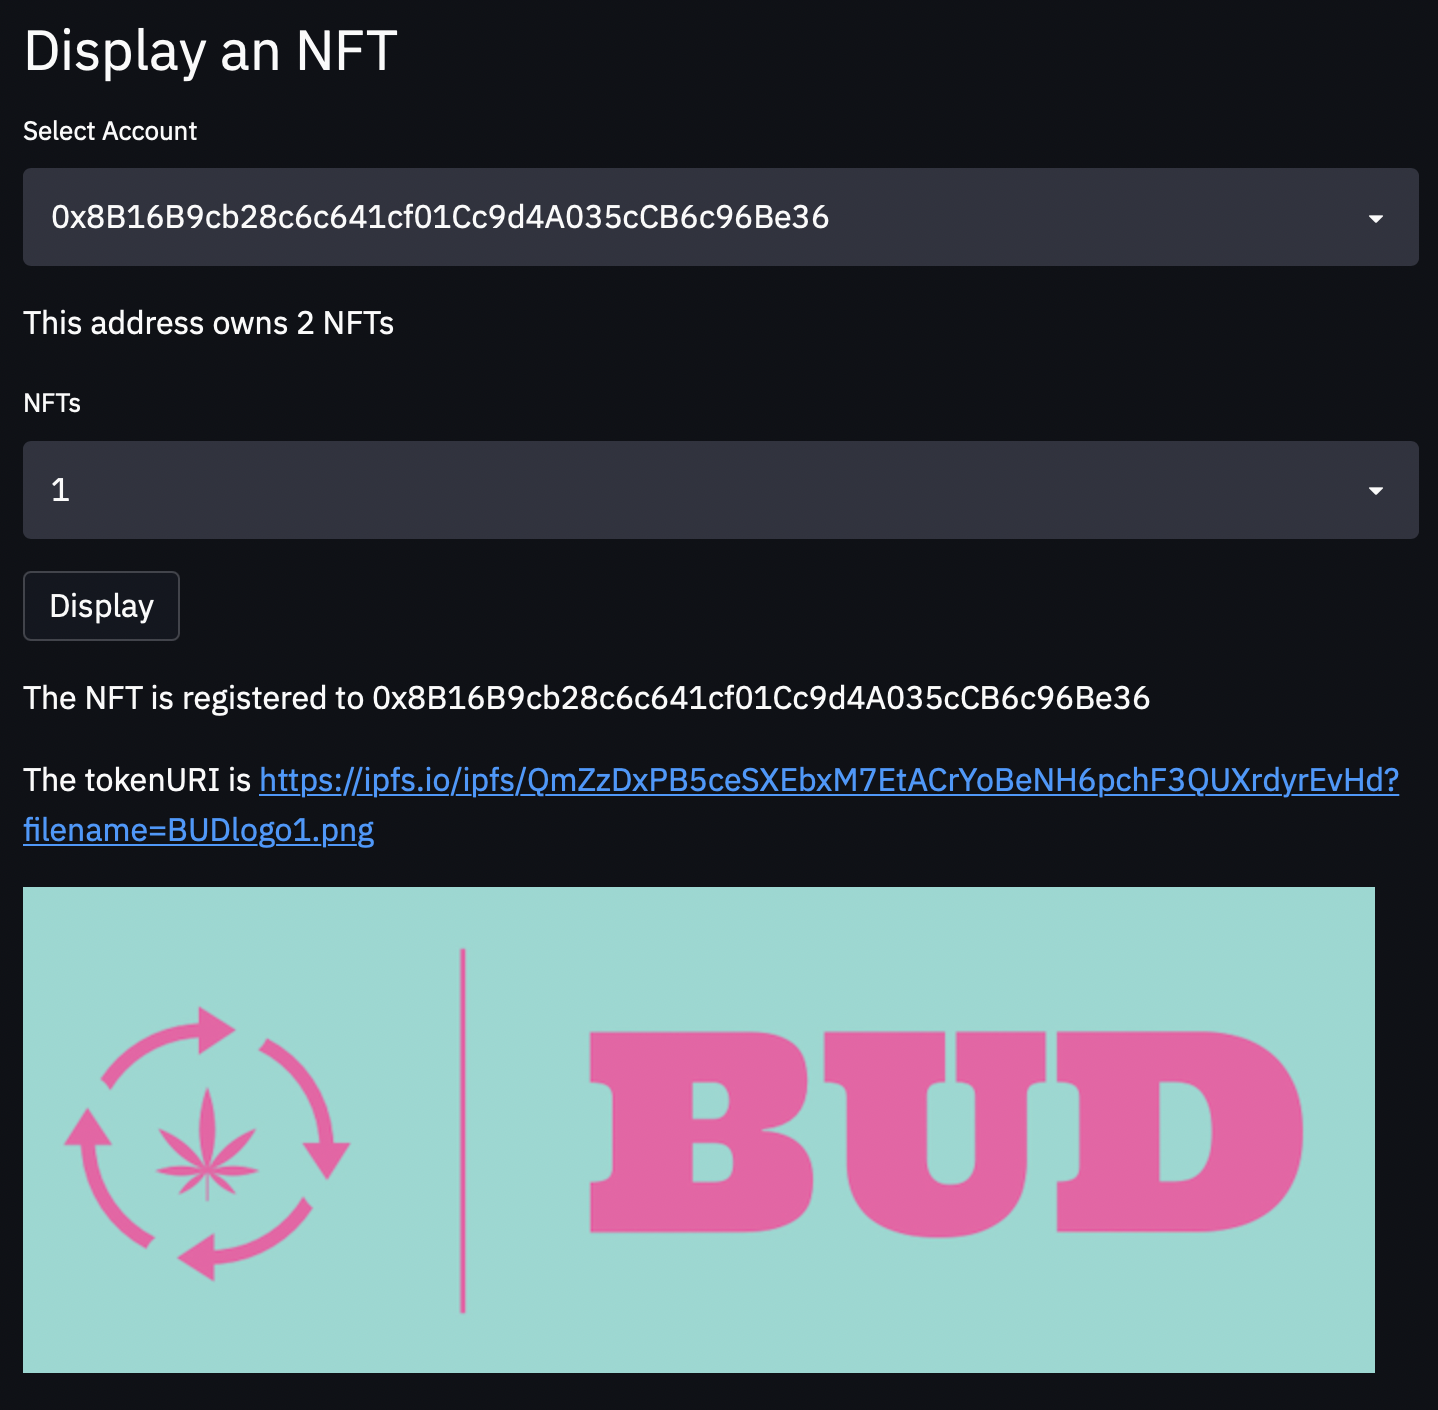 Display an NFT
Select Account
0x8B16B9cb28c6c641cf01Cc9d4A035cCB6c96Be36
This address owns 2 NFTs
NFTs
1
Display
The NFT is registered to 0x8B16B9cb28c6c641cf01Cc9d4A035cCB6c96Be36
The tokenURI is https://ipfs.io/ipfs/QmZzDxPB5ceSXEbxM7EtACrYoBeNH6pchF3QUXrdyrEvHd?
filename=BUDlogo1.png
BUD